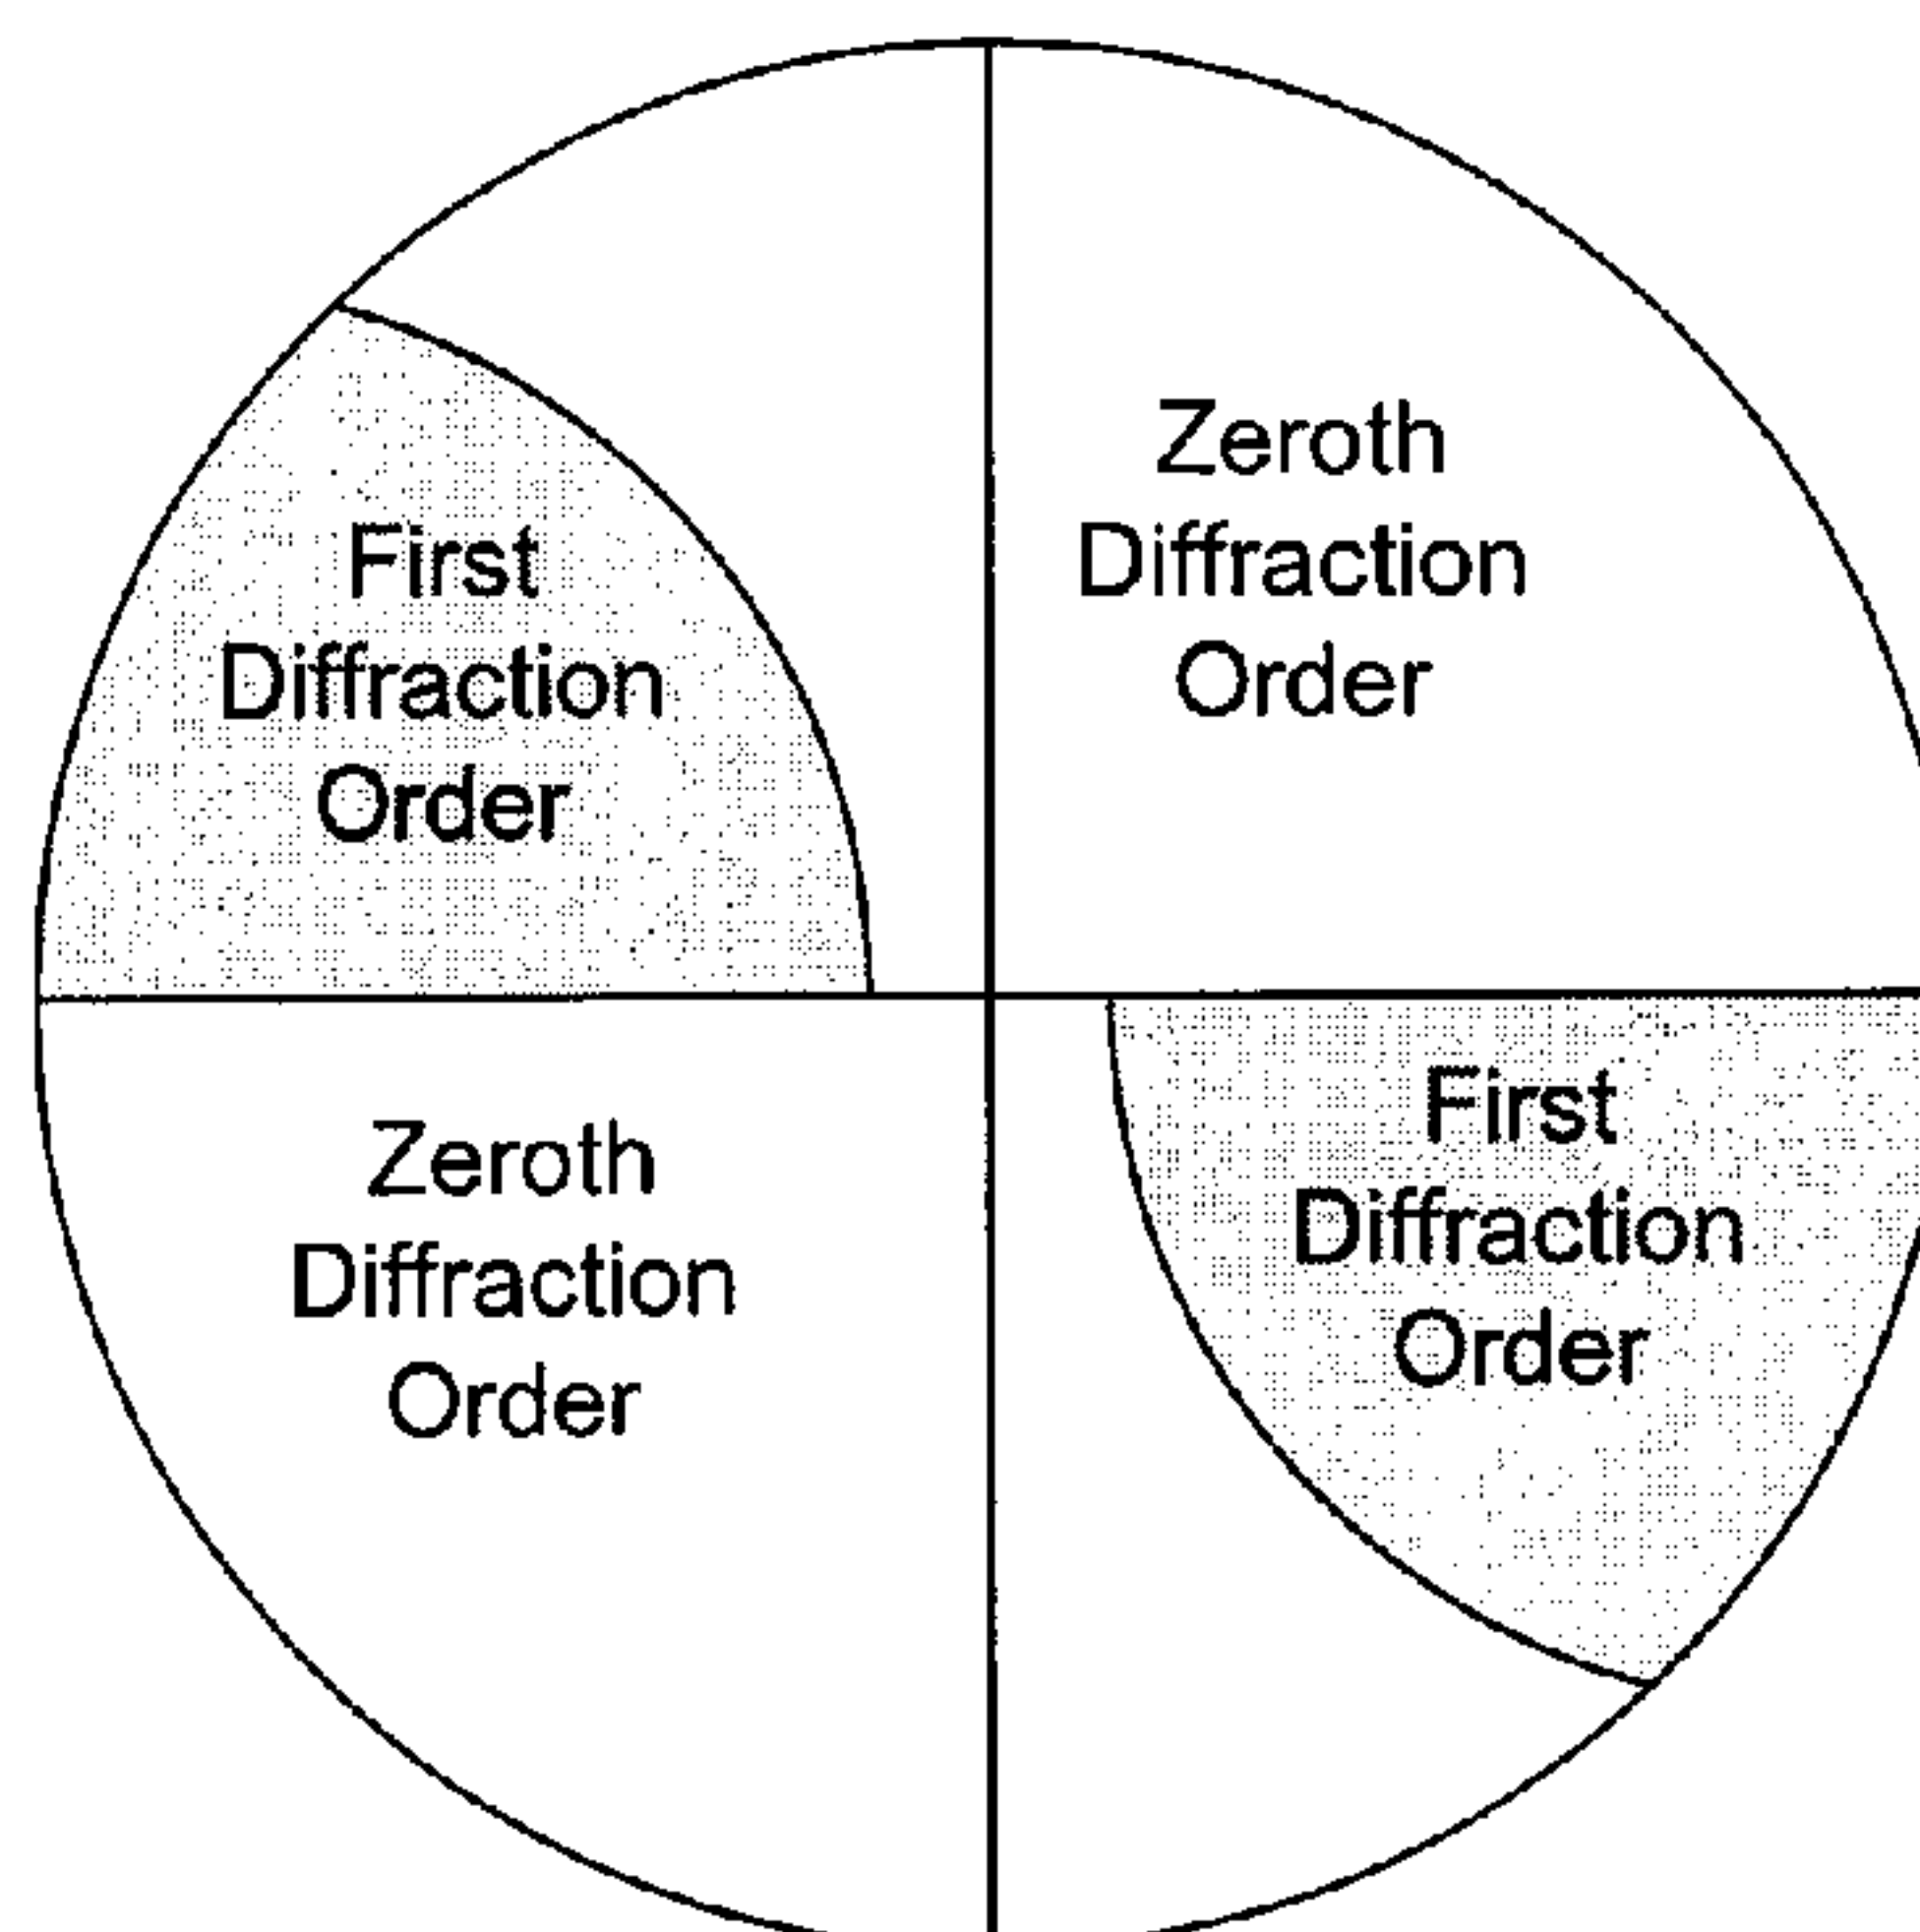 Zeroth
Diffraction
Order
First
Diffraction
Order
Zeroth
Diffraction
Order
First
Diffraction
Order